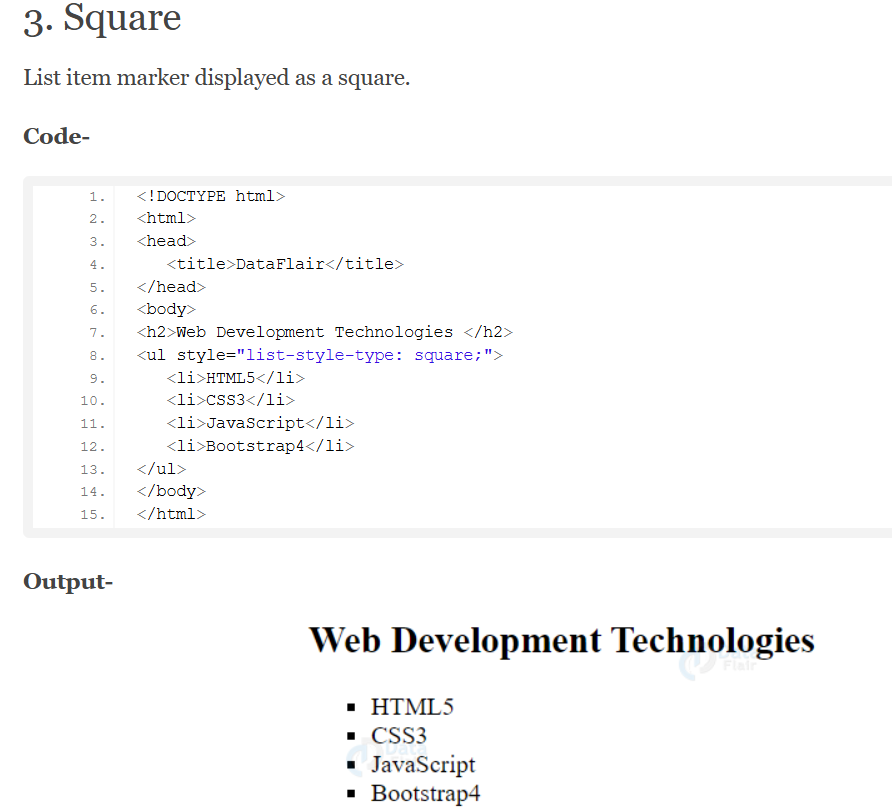 3. Square
List item marker displayed as a square.
Code-
1. <!DOCTYPE html>
2. <html>
3. <head>
4. <title>DataFlair</title>
5. </head>
6. <body>
7. <h2>Web Development Technologies </h2>
8. <ul style="list-style-type: square;">
9. <li>HTML5</li>
10. <li>CSS3</li>
11. <li>JavaScript</li>
12. <li>Bootstrap4</li>
13. </ul>
14. </body>
15. </html>
Output-
Web Development Technologies
Flair
▪ HTML5
▪ CSS3
Data
▪ JavaScript
▪ Bootstrap4